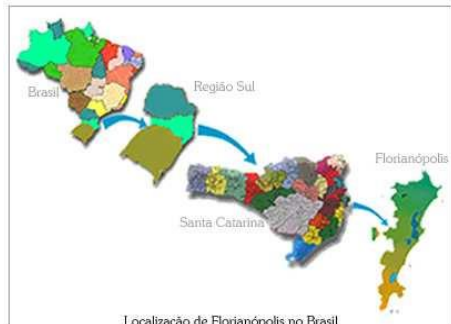 Brasil
Região Sul
Santa Catarina
Florianópolis
Localização de Florianópolis no Brasil